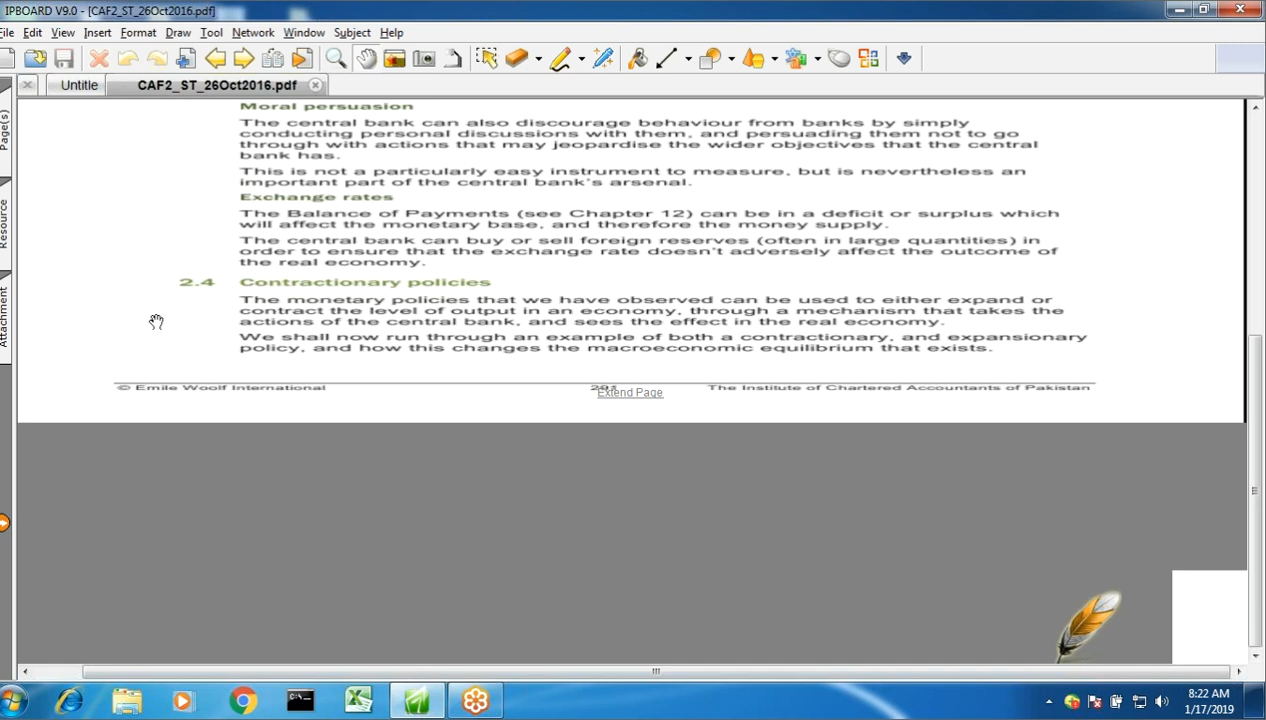 IPBOARD V9.0 - [CAF2_ST_26Oct2016.pdf]
File Edit View Insert Format Draw Tool Network Window Subject Help
Untitle CAF2_ST_26Oct2016.pdf
Page(s)
Resource
Attachment
Moral persuasion
The central bank can also discourage behaviour from banks by simply
conducting personal discussions with them, and persuading them not to go
through with actions that may jeopardise the wider objectives that the central
bank has.
This is not a particularly easy instrument to measure, but is nevertheless an
important part of the central bank's arsenal.
Exchange rates
The Balance of Payments (see Chapter 12) can be in a deficit or surplus which
will affect the monetary base, and therefore the money supply.
The central bank can buy or sell foreign reserves (often in large quantities) in
order to ensure that the exchange rate doesn't adversely affect the outcome of
the real economy.
2.4 Contractionary policies
The monetary policies that we have observed can be used to either expand or
contract the level of output in an economy, through a mechanism that takes the
actions of the central bank, and sees the effect in the real economy.
We shall now run through an example of both a contractionary, and expansionary
policy, and how this changes the macroeconomic equilibrium that exists.
© Emile Woolf International The Institute of Chartered Accountants of Pakistan
Extend Page
8:22 AM
1/17/2019